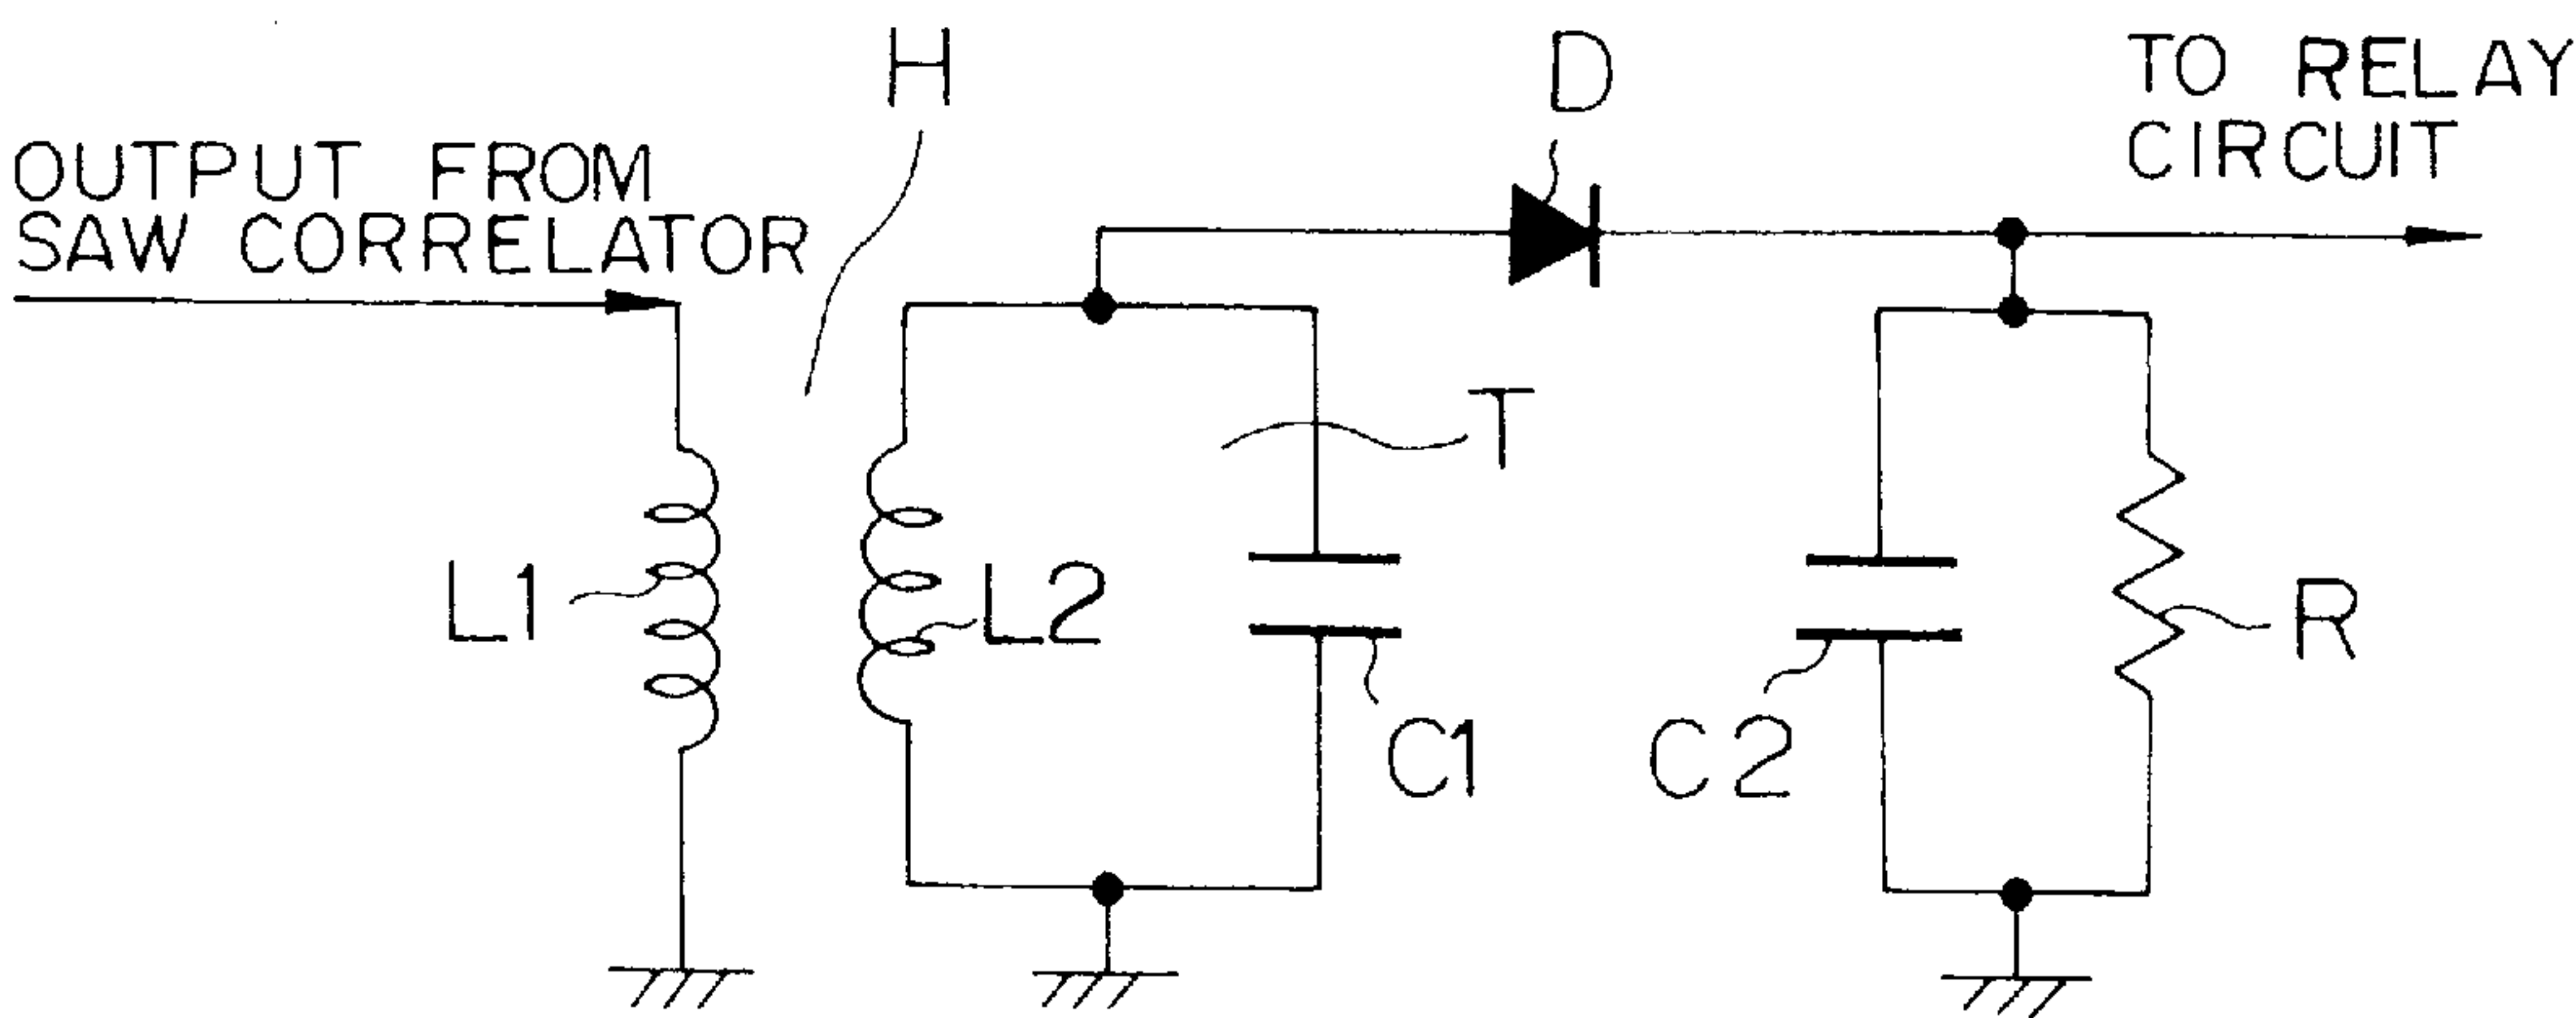 H
D
TO RELAY
CIRCUIT
OUTPUT FROM
SAW CORRELATOR
T
L1
L2
R
C1
C2